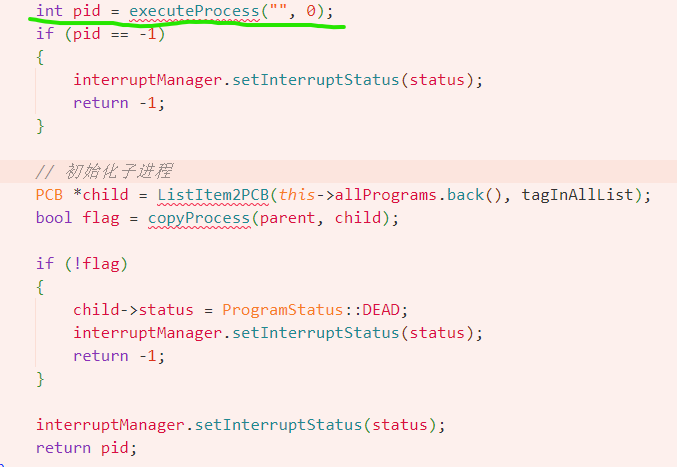 int pid = executeProcess("", 0);
if (pid == -1)
{
interruptManager.setInterruptStatus(status);
return -1;
}
// 初始化子进程
PCB *child = ListItem2PCB(this->allPrograms.back(), tagInAllList);
bool flag = copyProcess(parent, child);
if (!flag)
{
child->status = ProgramStatus::DEAD;
interruptManager.setInterruptStatus(status);
return -1;
}
interruptManager.setInterruptStatus(status);
return pid;